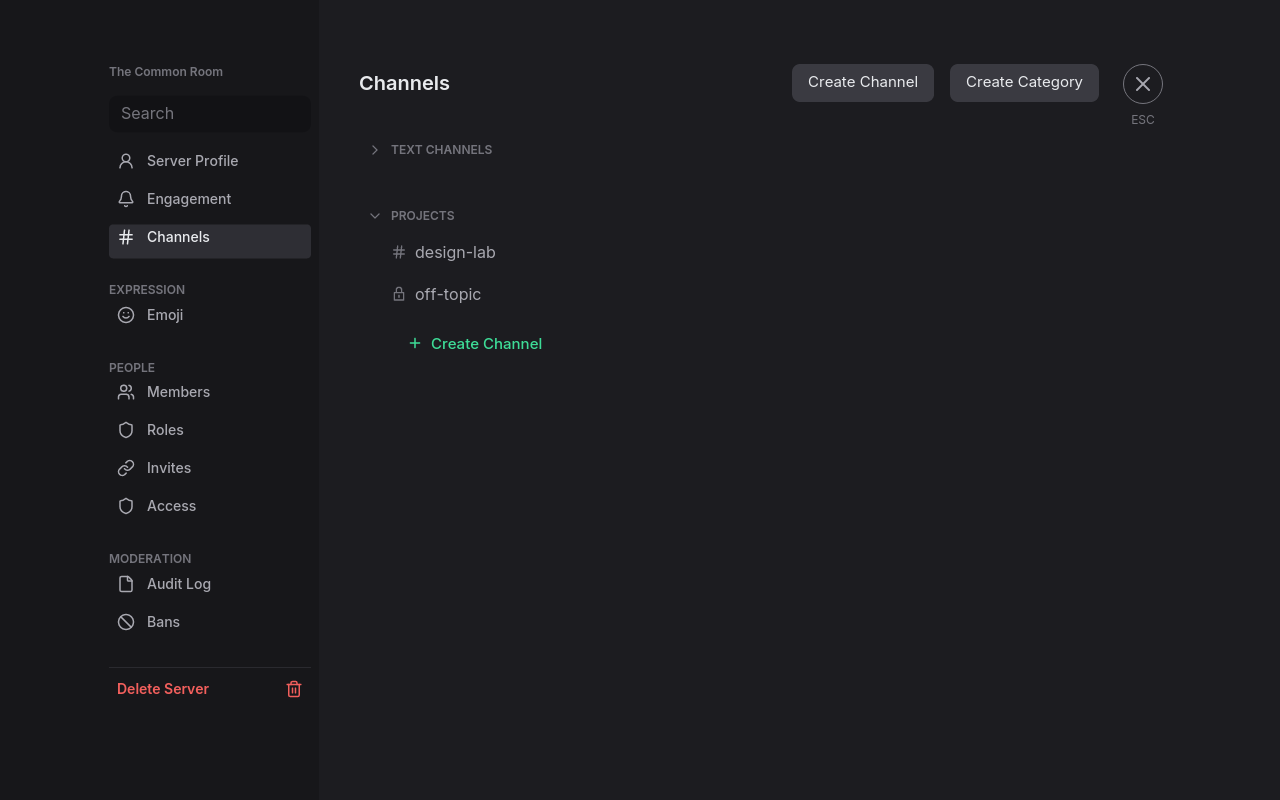 The Common Room
Search
Server Profile
Engagement
Channels
EXPRESSION
Emoji
PEOPLE
Members
Roles
Invites
Access
MODERATION
Audit Log
Bans
Delete Server
Channels
Create Channel
Create Category
ESC
TEXT CHANNELS
PROJECTS
design-lab
off-topic
Create Channel